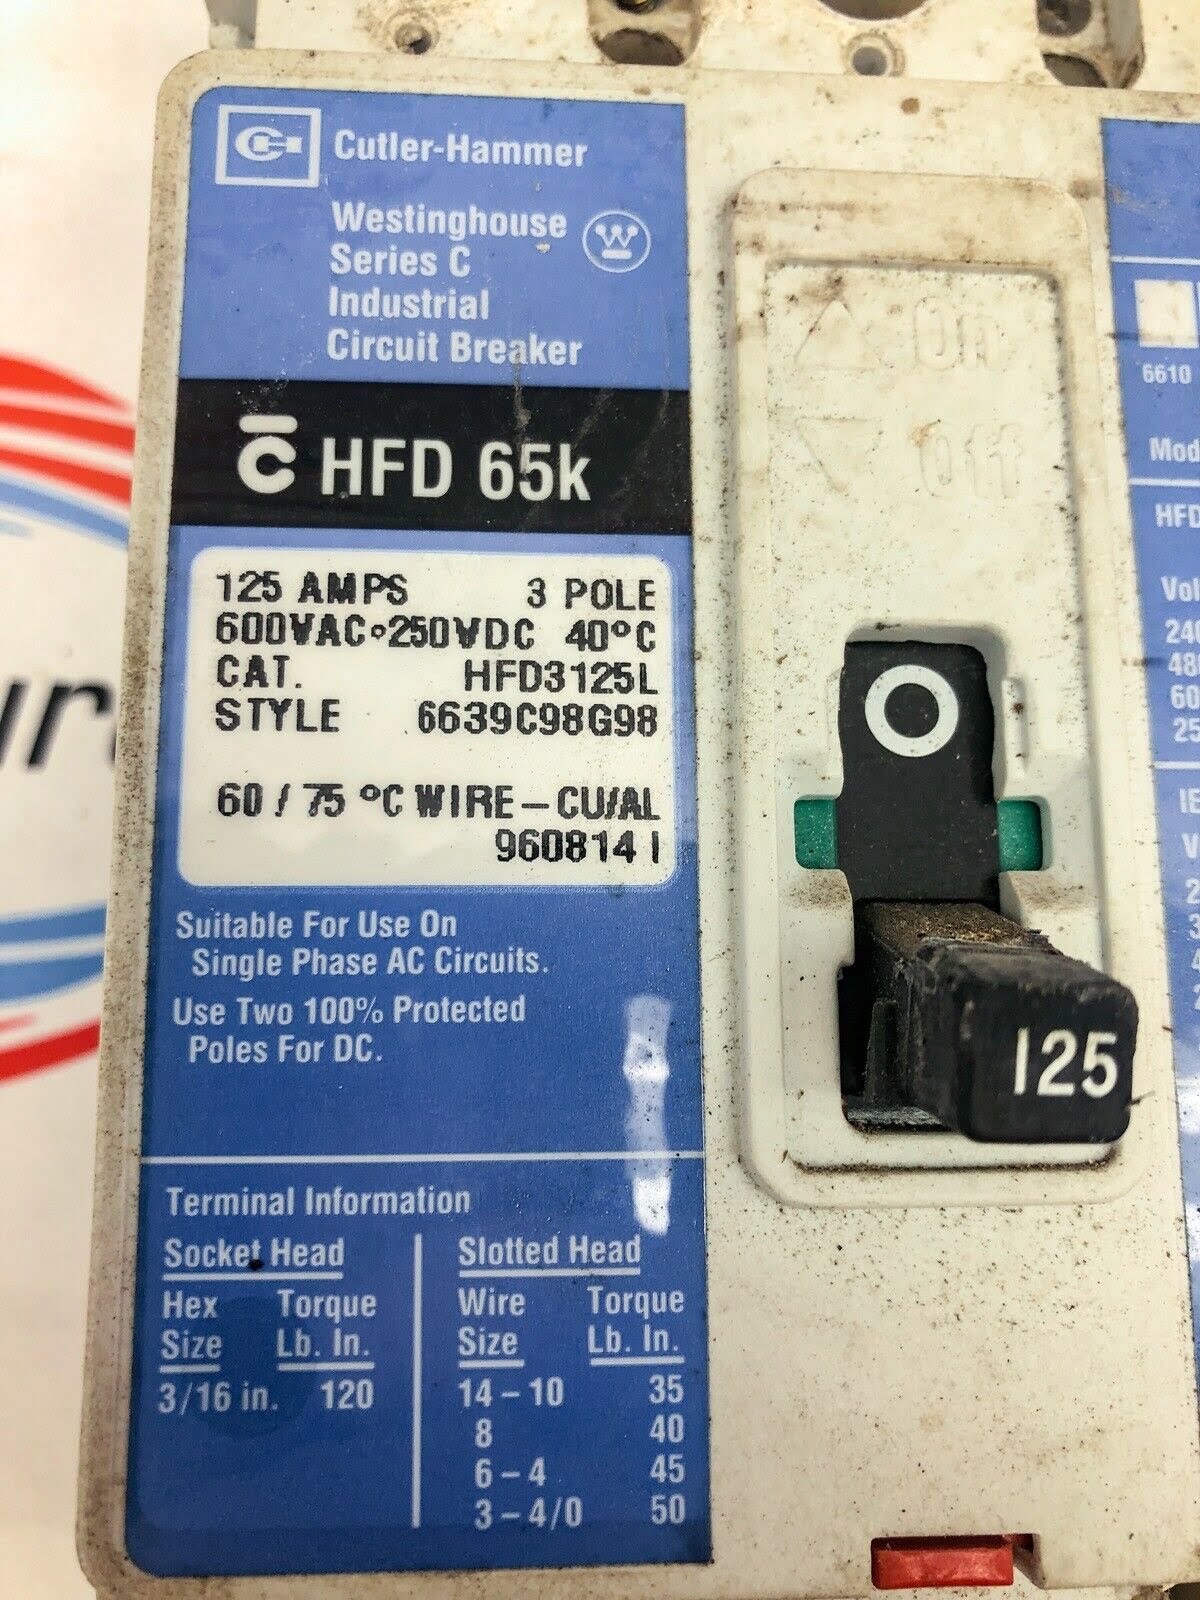 Cutler-Hammer
Westinghouse
Series C
Industrial
Circuit Breaker
W
C HFD 65k
125 AMPS 3 POLE
600VAC•250VDC 40°C
CAT. HFD3125L
STYLE 6639C98G98
60 / 75 °C WIRE-CU/AL
960814 I
Suitable For Use On
Single Phase AC Circuits.
Use Two 100% Protected
Poles For DC.
Terminal Information
Socket Head Slotted Head
Hex Torque Wire Torque
Size Lb. In. Size Lb. In.
3/16 in. 120 14 – 10 35
8 40
6 – 4 45
3 – 4/0 50
On
Off
O
125
6610
HFD